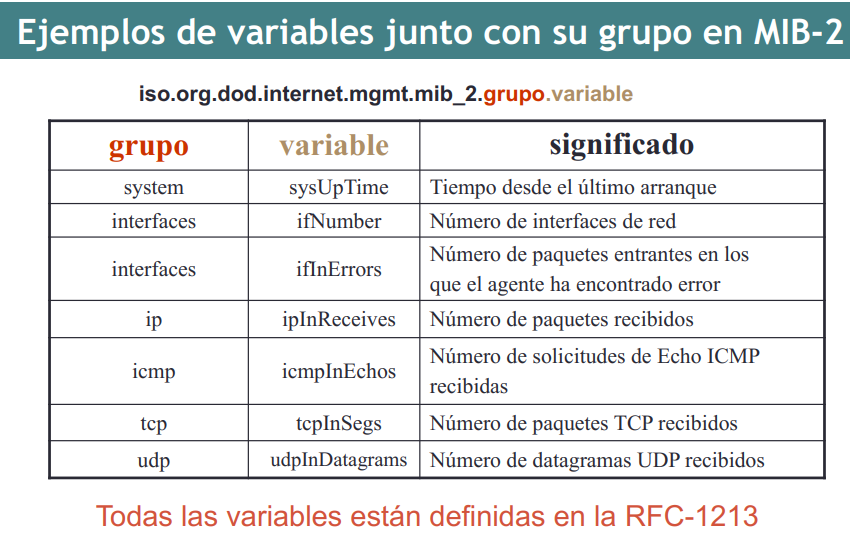 Ejemplos de variables junto con su grupo en MIB-2
iso.org.dod.internet.mgmt.mib_2.grupo.variable
grupo variable significado
system sysUpTime Tiempo desde el último arranque
interfaces ifNumber Número de interfaces de red
interfaces ifInErrors Número de paquetes entrantes en los
que el agente ha encontrado error
ip ipInReceives Número de paquetes recibidos
icmp icmpInEchos Número de solicitudes de Echo ICMP
recibidas
tcp tcpInSegs Número de paquetes TCP recibidos
udp udpInDatagrams Número de datagramas UDP recibidos
Todas las variables están definidas en la RFC-1213